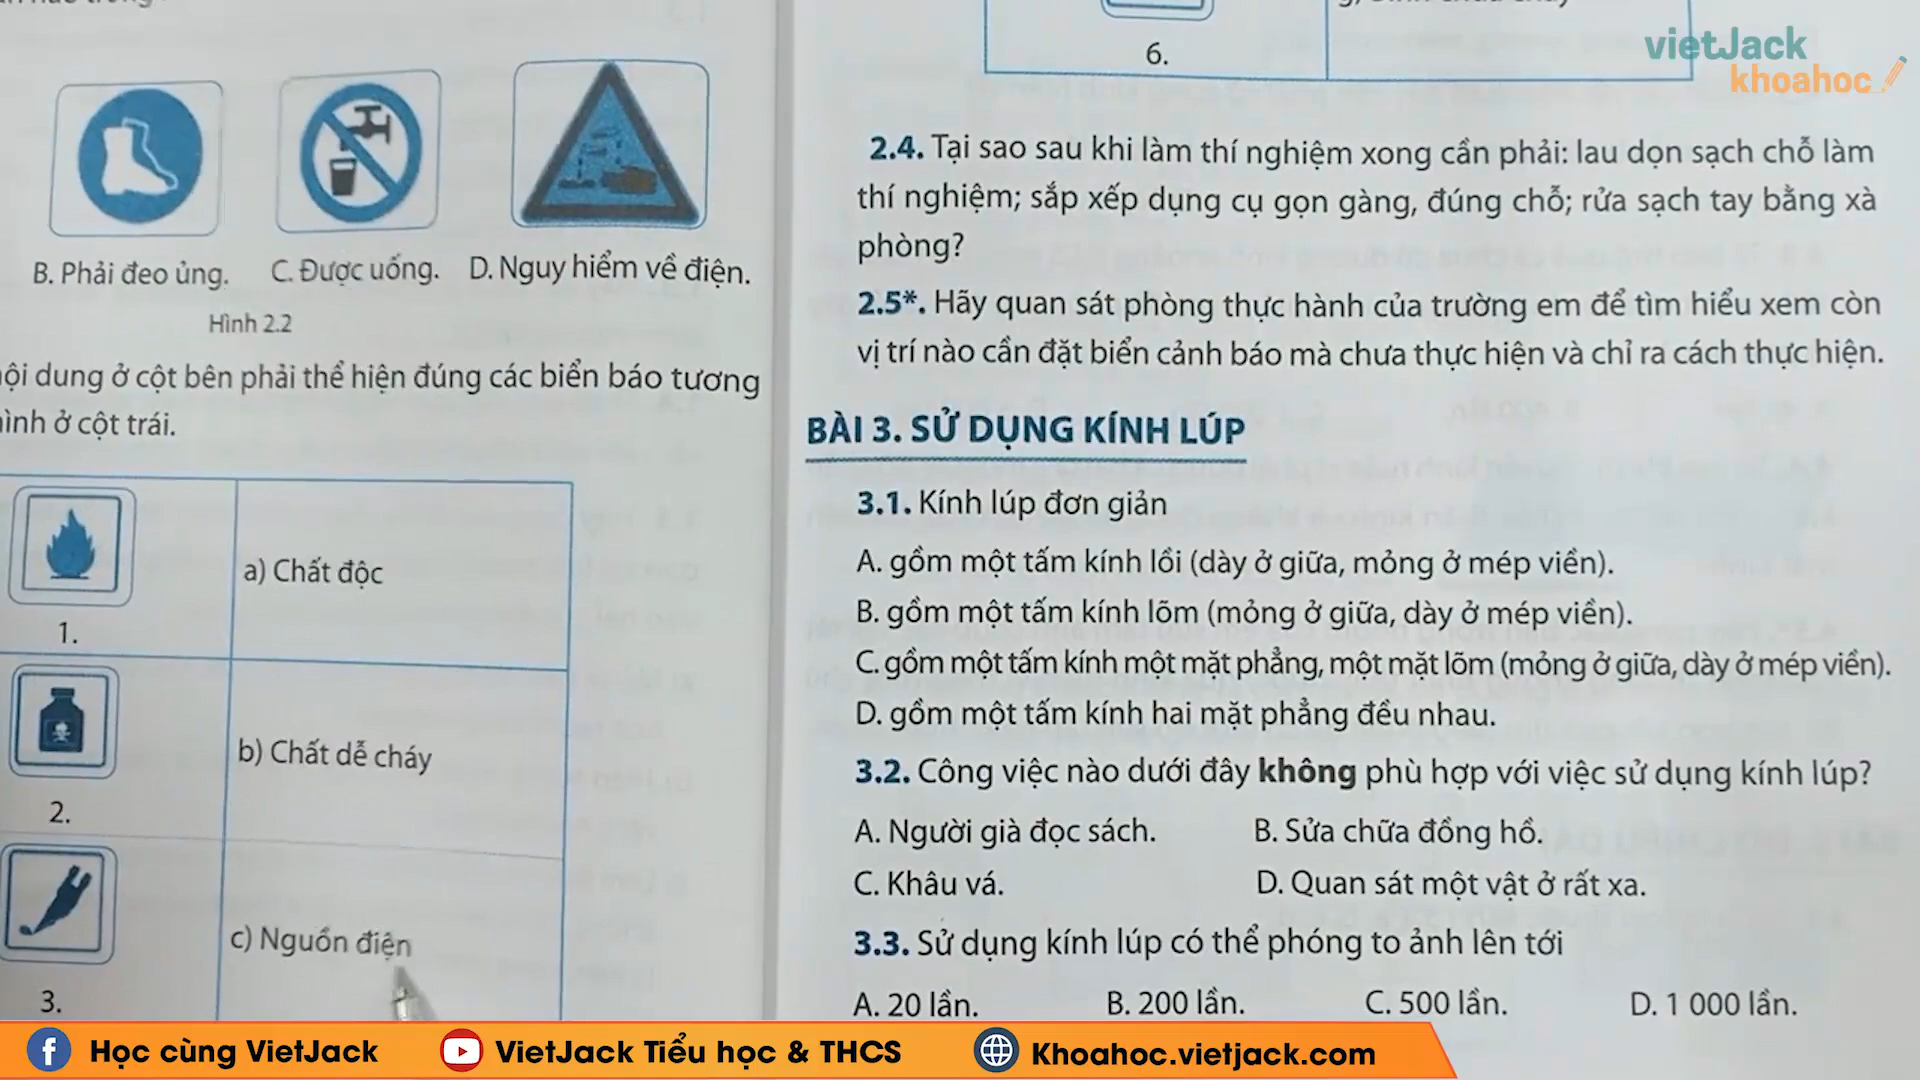 B. Phải đeo ủng.
C. Được uống.
D. Nguy hiểm về điện.
Hình 2.2
nội dung ở cột bên phải thể hiện đúng các biển báo tương
hình ở cột trái.
1.
a) Chất độc
2.
b) Chất dễ cháy
3.
c) Nguồn điện
6.
vietJack
khoahoc
2.4. Tại sao sau khi làm thí nghiệm xong cần phải: lau dọn sạch chỗ làm
thí nghiệm; sắp xếp dụng cụ gọn gàng, đúng chỗ; rửa sạch tay bằng xà
phòng?
2.5*. Hãy quan sát phòng thực hành của trường em để tìm hiểu xem còn
vị trí nào cần đặt biển cảnh báo mà chưa thực hiện và chỉ ra cách thực hiện.
BÀI 3. SỬ DỤNG KÍNH LÚP
3.1. Kính lúp đơn giản
A. gồm một tấm kính lồi (dày ở giữa, mỏng ở mép viền).
B. gồm một tấm kính lõm (mỏng ở giữa, dày ở mép viền).
C. gồm một tấm kính một mặt phẳng, một mặt lõm (mỏng ở giữa, dày ở mép viền).
D. gồm một tấm kính hai mặt phẳng đều nhau.
3.2. Công việc nào dưới đây không phù hợp với việc sử dụng kính lúp?
A. Người già đọc sách.
B. Sửa chữa đồng hồ.
C. Khâu vá.
D. Quan sát một vật ở rất xa.
3.3. Sử dụng kính lúp có thể phóng to ảnh lên tới
A. 20 lần.
B. 200 lần.
C. 500 lần.
D. 1 000 lần.
Học cùng VietJack
VietJack Tiểu học & THCS
Khoahoc.vietjack.com